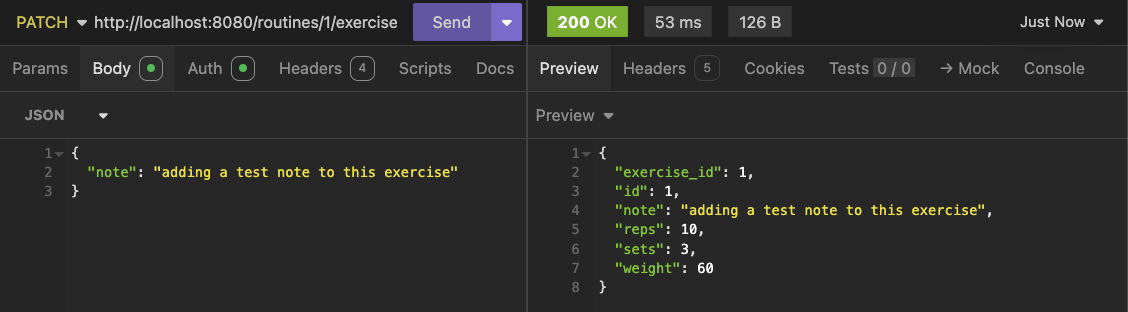 PATCH http://localhost:8080/routines/1/exercise Send
200 OK 53 ms 126 B Just Now
Params Body Auth Headers 4 Scripts Docs
Preview Headers 5 Cookies Tests 0 / 0 → Mock Console
JSON
Preview
1 {
2 "note": "adding a test note to this exercise"
3 }
1 {
2 "exercise_id": 1,
3 "id": 1,
4 "note": "adding a test note to this exercise",
5 "reps": 10,
6 "sets": 3,
7 "weight": 60
8 }